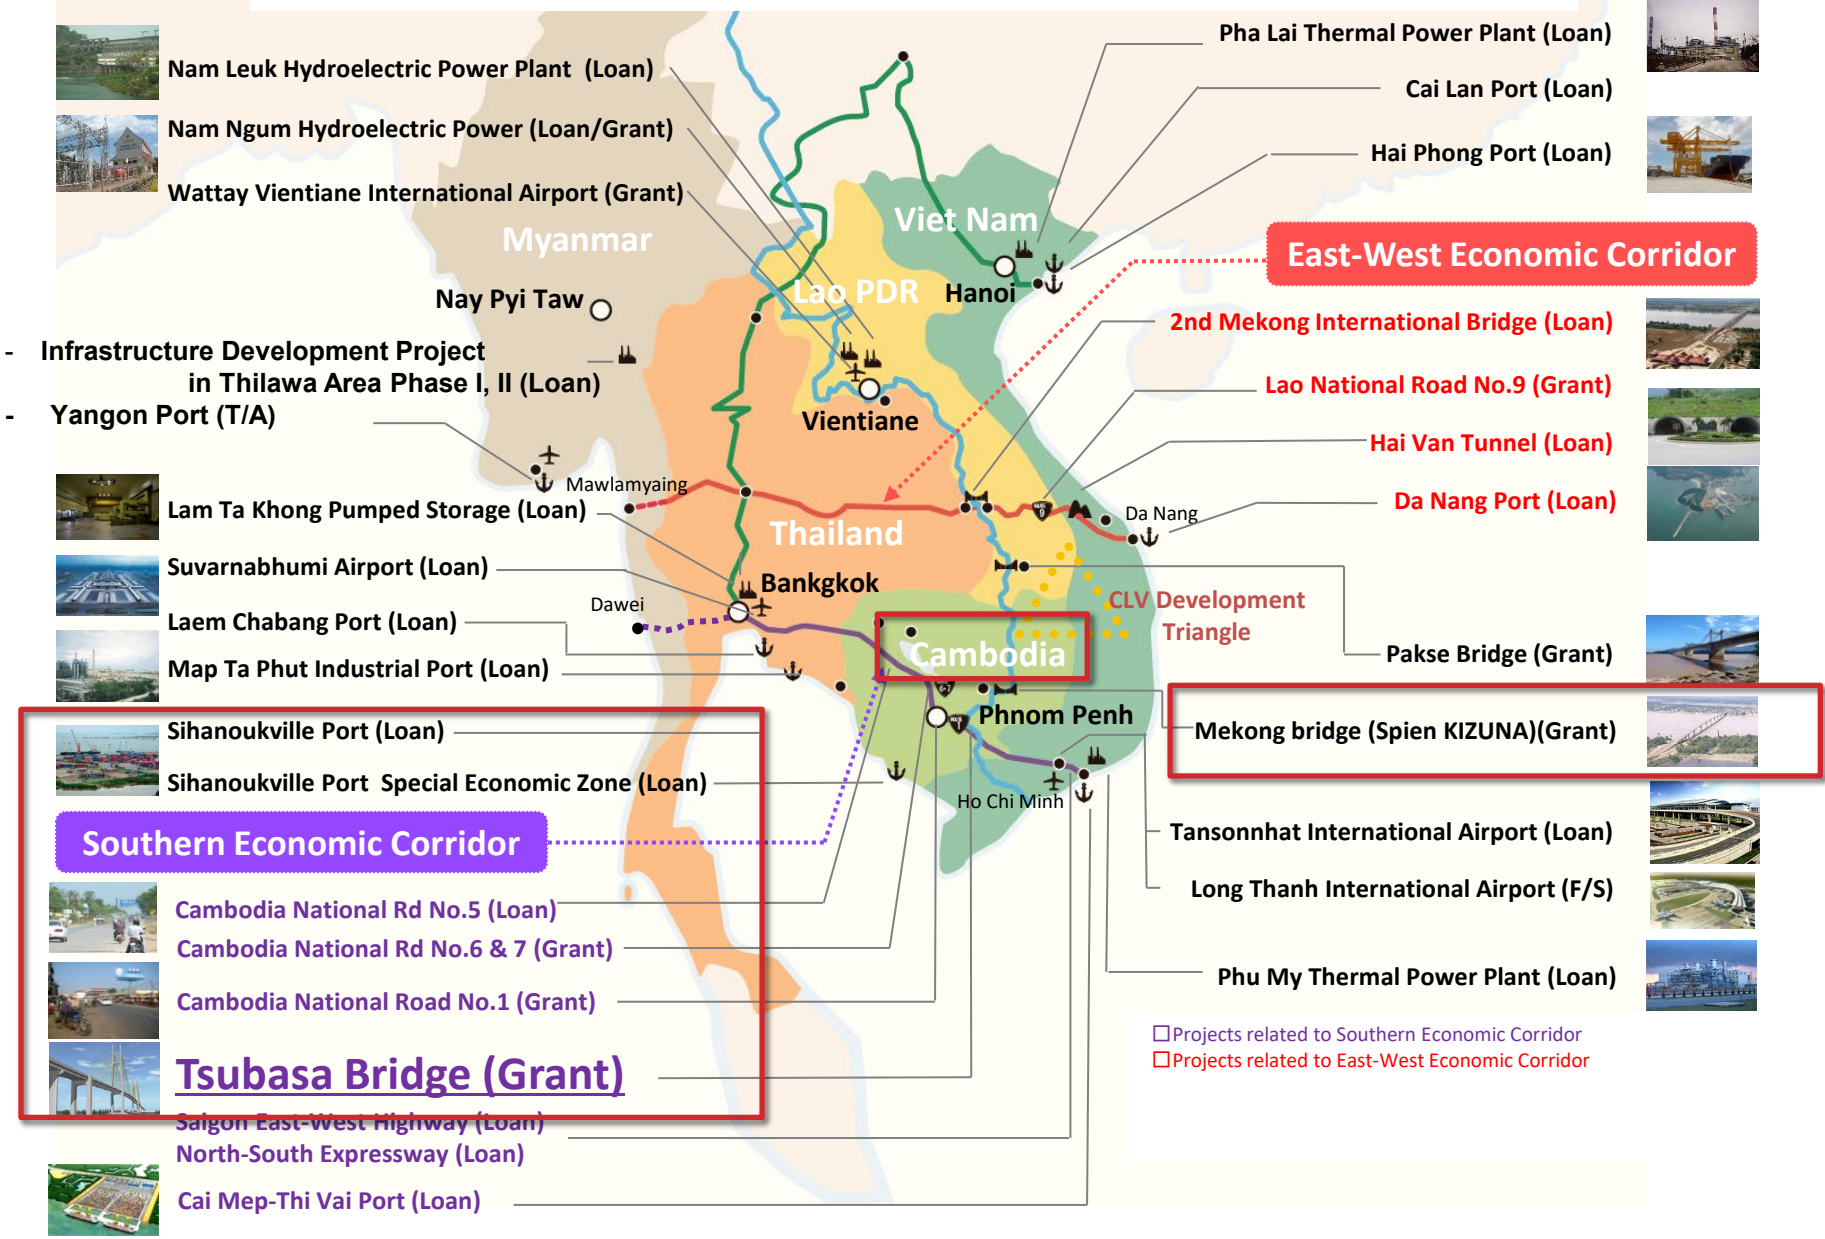 Pha Lai Thermal Power Plant (Loan)
Nam Leuk Hydroelectric Power Plant (Loan)
Cai Lan Port (Loan)
Nam Ngum Hydroelectric Power (Loan/Grant)
Hai Phong Port (Loan)
Wattay Vientiane International Airport (Grant)
Viet Nam
Myanmar
East-West Economic Corridor
Lao PDR
Hanoi
Nay Pyi Taw
2nd Mekong International Bridge (Loan)
- Infrastructure Development Project
in Thilawa Area Phase I, II (Loan)
Lao National Road No.9 (Grant)
- Yangon Port (T/A)
Vientiane
Hai Van Tunnel (Loan)
Mawlamyaing
Da Nang Port (Loan)
Lam Ta Khong Pumped Storage (Loan)
9
Da Nang
Thailand
Suvarnabhumi Airport (Loan)
Bankgkok
Dawei
CLV Development
Triangle
Laem Chabang Port (Loan)
Cambodia
Pakse Bridge (Grant)
Map Ta Phut Industrial Port (Loan)
Phnom Penh
Sihanoukville Port (Loan)
Mekong bridge (Spien KIZUNA)(Grant)
Sihanoukville Port Special Economic Zone (Loan)
Ho Chi Minh
Southern Economic Corridor
Tansonnhat International Airport (Loan)
Long Thanh International Airport (F/S)
Cambodia National Rd No.5 (Loan)
Cambodia National Rd No.6 & 7 (Grant)
Phu My Thermal Power Plant (Loan)
Cambodia National Road No.1 (Grant)
Projects related to Southern Economic Corridor
Projects related to East-West Economic Corridor
Tsubasa Bridge (Grant)
Saigon East-West Highway (Loan)
North-South Expressway (Loan)
Cai Mep-Thi Vai Port (Loan)